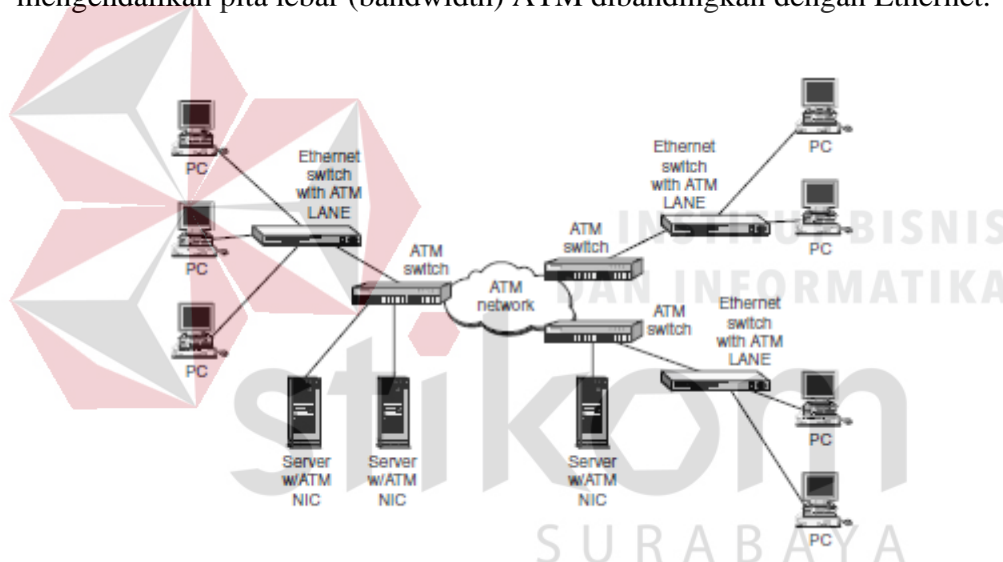 mengendalikan pita lebar (bandwidth) ATM dibandingkan dengan Ethernet.
PC
PC
PC
Ethernet
switch
with ATM
LANE
ATM
switch
Server
w/ATM
NIC
Server
w/ATM
NIC
ATM
network
ATM
switch
Ethernet
switch
with ATM
LANE
PC
PC
ATM
switch
Server
w/ATM
NIC
Ethernet
switch
with ATM
LANE
PC
PC
INSTITUT BISNIS
DAN INFORMATIKA
stikom
SURABAYA